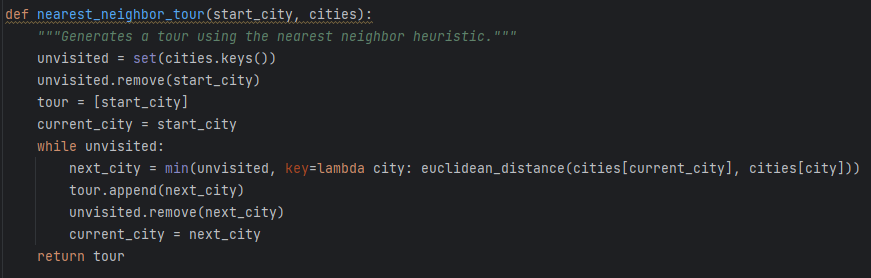 def nearest_neighbor_tour(start_city, cities):
    """Generates a tour using the nearest neighbor heuristic."""
    unvisited = set(cities.keys())
    unvisited.remove(start_city)
    tour = [start_city]
    current_city = start_city
    while unvisited:
        next_city = min(unvisited, key=lambda city: euclidean_distance(cities[current_city], cities[city]))
        tour.append(next_city)
        unvisited.remove(next_city)
        current_city = next_city
    return tour